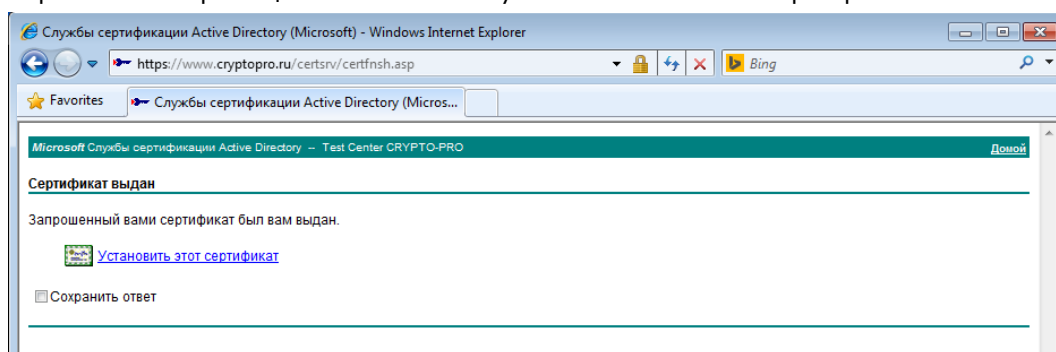 Службы сертификации Active Directory (Microsoft) - Windows Internet Explorer
https://www.cryptopro.ru/certsrv/certfnsh.asp
Bing
Favorites
Службы сертификации Active Directory (Micros...
Microsoft Службы сертификации Active Directory -- Test Center CRYPTO-PRO
Домой
Сертификат выдан
Запрошенный вами сертификат был вам выдан.
Установить этот сертификат
Сохранить ответ